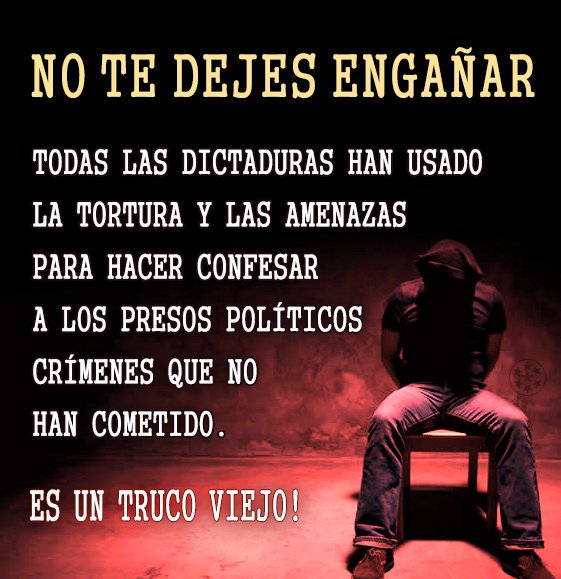 NO TE DEJES ENGAÑAR
TODAS LAS DICTADURAS HAN USADO
LA TORTURA Y LAS AMENAZAS
PARA HACER CONFESAR
A LOS PRESOS POLÍTICOS
CRÍMENES QUE NO
HAN COMETIDO.
ES UN TRUCO VIEJO!